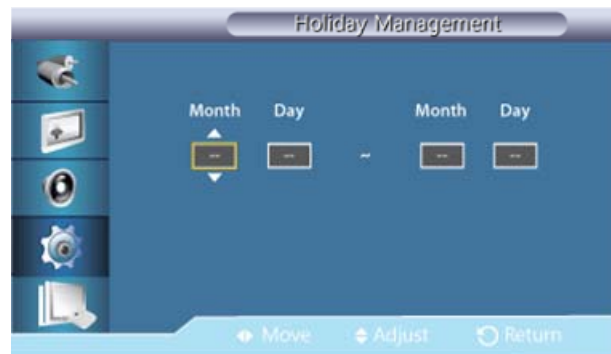 Holiday Management
Month Day Month Day
-- -- ~ -- --
Move Adjust Return